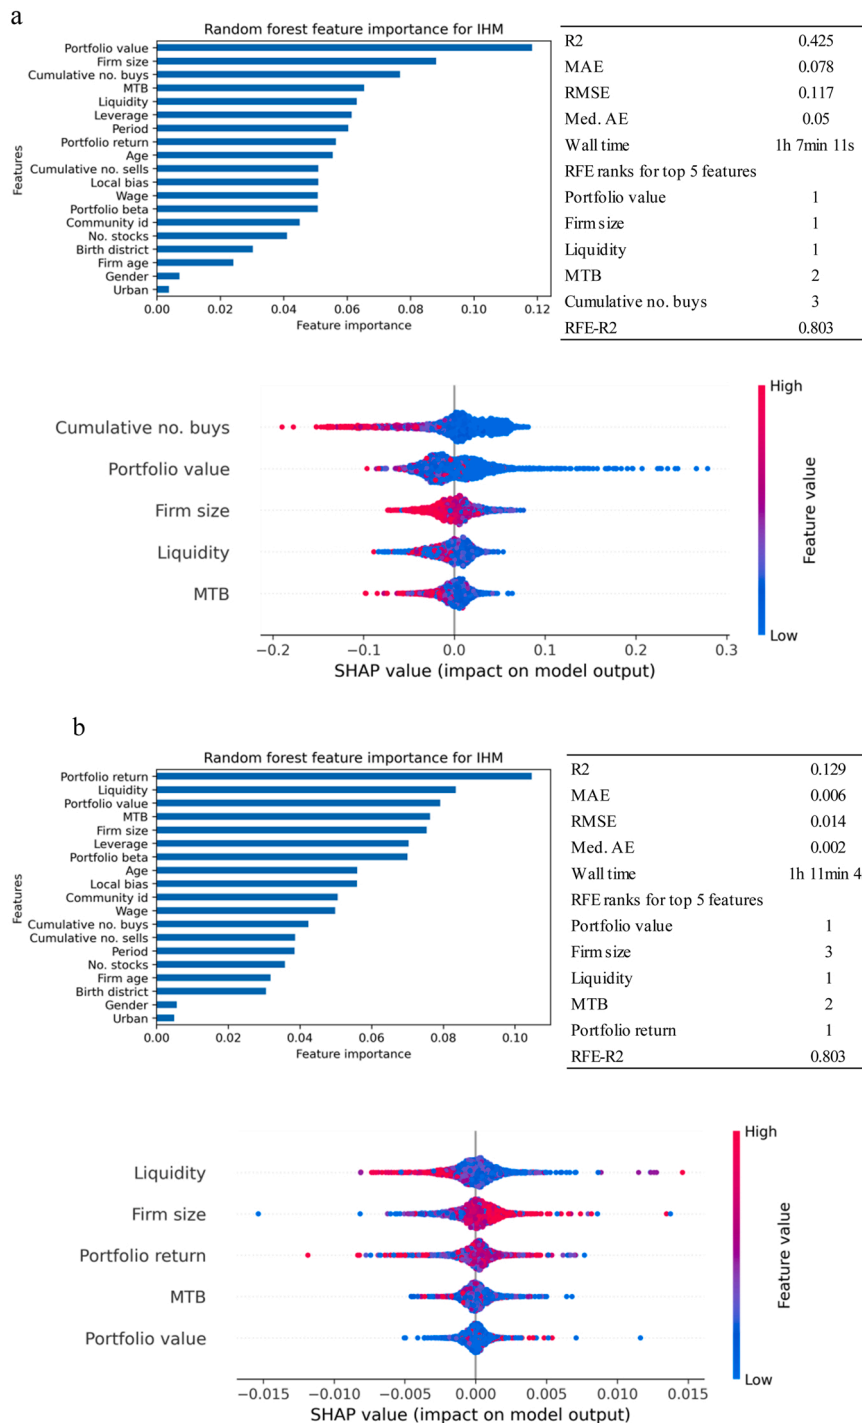 a
Random forest feature importance for IHM
Features
Portfolio value
Firm size
Cumulative no. buys
MTB
Liquidity
Leverage
Period
Portfolio return
Age
Cumulative no. sells
Local bias
Wage
Portfolio beta
Community id
No. stocks
Birth district
Firm age
Gender
Urban
0.00 0.02 0.04 0.06 0.08 0.10 0.12
Feature importance
R2 0.425
MAE 0.078
RMSE 0.117
Med. AE 0.05
Wall time 1h 7min 11s
RFE ranks for top 5 features
Portfolio value 1
Firm size 1
Liquidity 1
MTB 2
Cumulative no. buys 3
RFE-R2 0.803
Cumulative no. buys
Portfolio value
Firm size
Liquidity
MTB
−0.2 −0.1 0.0 0.1 0.2 0.3
SHAP value (impact on model output)
High
Feature value
Low
b
Random forest feature importance for IHM
Features
Portfolio return
Liquidity
Portfolio value
MTB
Firm size
Leverage
Portfolio beta
Age
Local bias
Community id
Wage
Cumulative no. buys
Cumulative no. sells
Period
No. stocks
Firm age
Birth district
Gender
Urban
0.00 0.02 0.04 0.06 0.08 0.10
Feature importance
R2 0.129
MAE 0.006
RMSE 0.014
Med. AE 0.002
Wall time 1h 11min 4
RFE ranks for top 5 features
Portfolio value 1
Firm size 3
Liquidity 1
MTB 2
Portfolio return 1
RFE-R2 0.803
Liquidity
Firm size
Portfolio return
MTB
Portfolio value
−0.015 −0.010 −0.005 0.000 0.005 0.010 0.015
SHAP value (impact on model output)
High
Feature value
Low